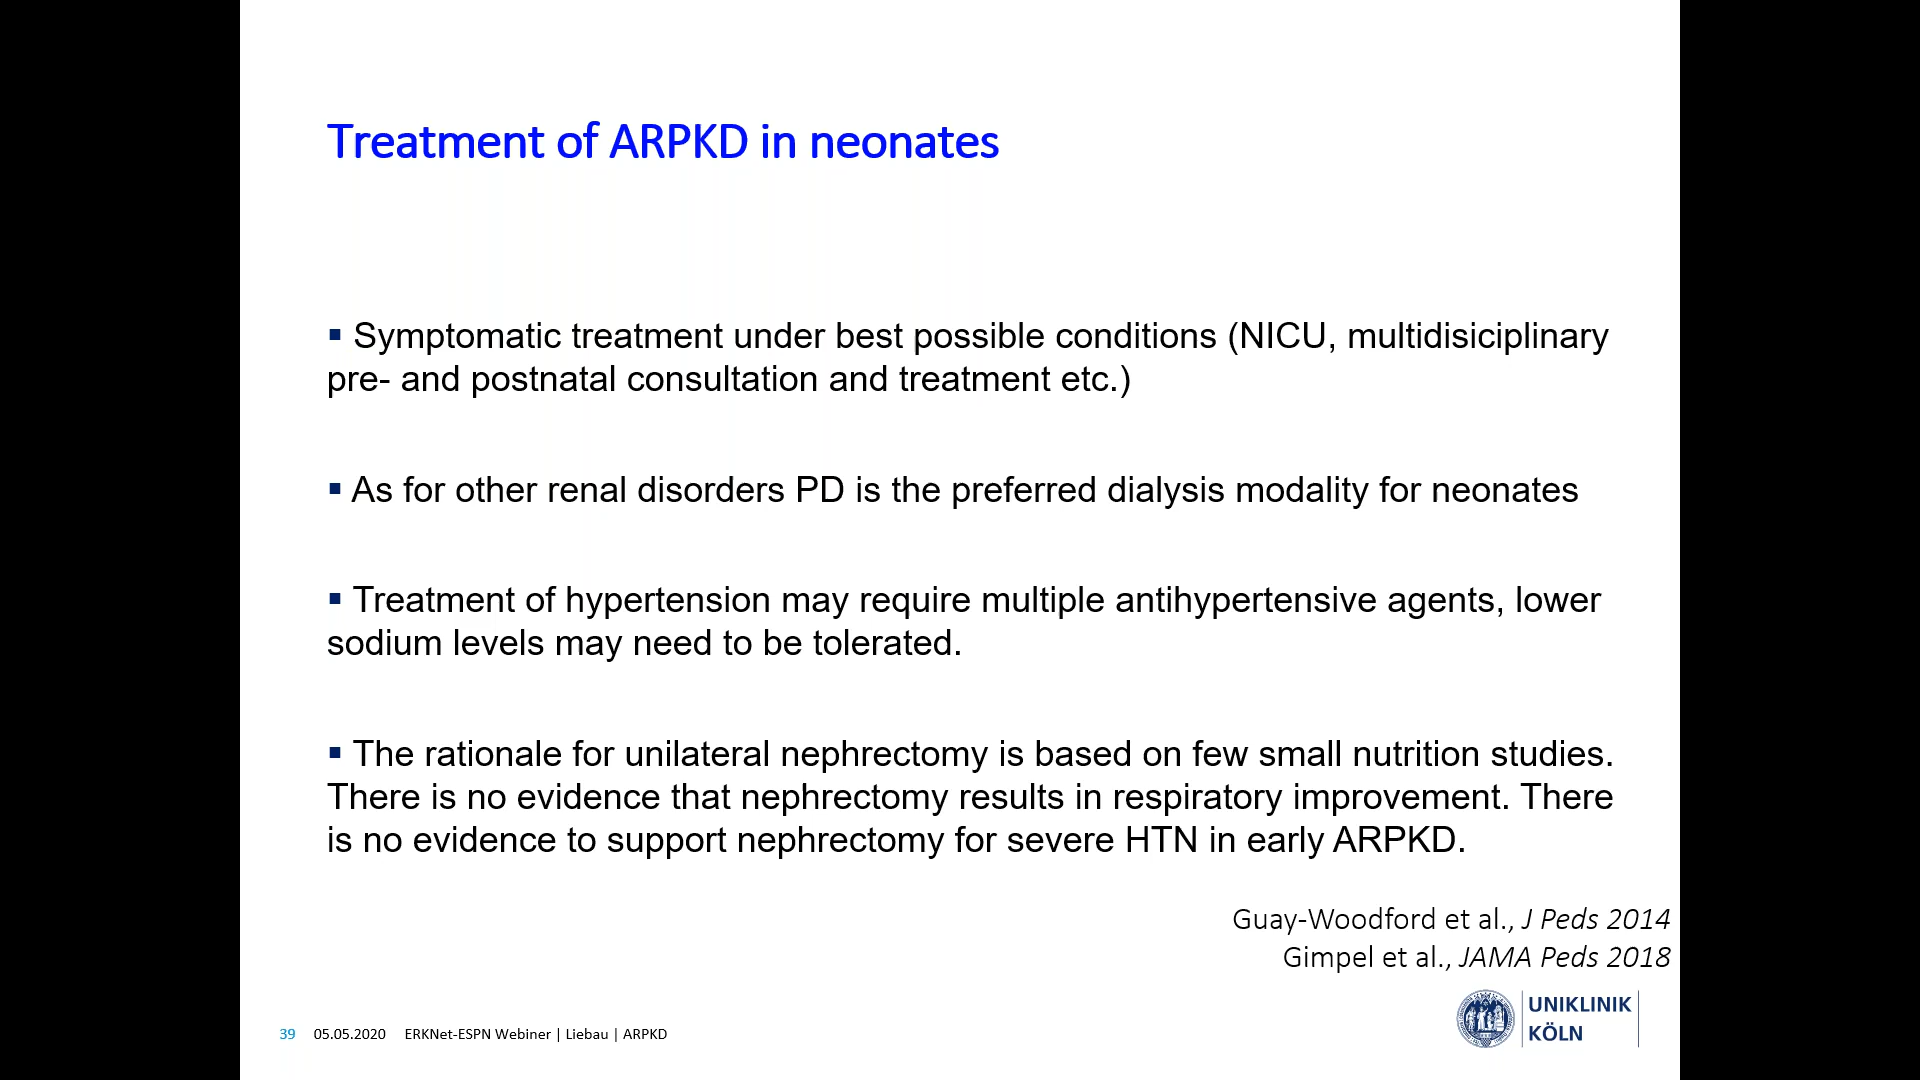 Treatment of ARPKD in neonates
▪ Symptomatic treatment under best possible conditions (NICU, multidisiciplinary
pre- and postnatal consultation and treatment etc.)
▪ As for other renal disorders PD is the preferred dialysis modality for neonates
▪ Treatment of hypertension may require multiple antihypertensive agents, lower
sodium levels may need to be tolerated.
▪ The rationale for unilateral nephrectomy is based on few small nutrition studies.
There is no evidence that nephrectomy results in respiratory improvement. There
is no evidence to support nephrectomy for severe HTN in early ARPKD.
Guay-Woodford et al., J Peds 2014
Gimpel et al., JAMA Peds 2018
UNIKLINIK
KÖLN
39 05.05.2020 ERKNet-ESPN Webiner | Liebau | ARPKD